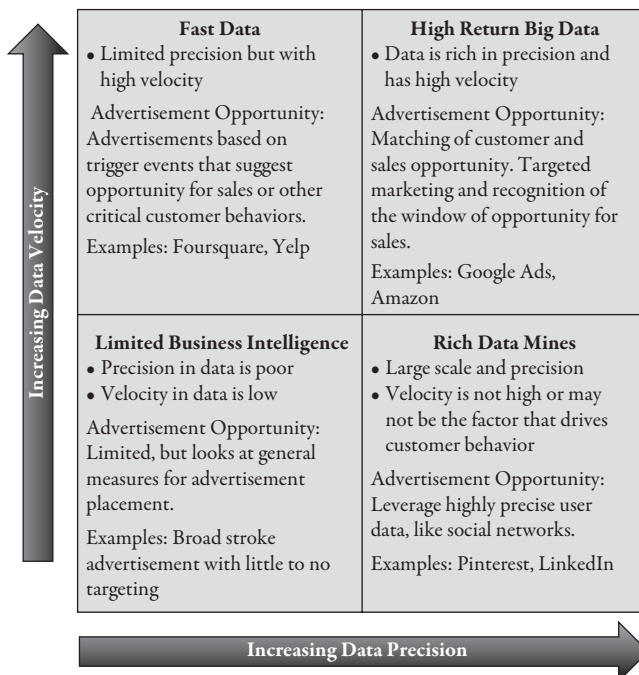 Increasing Data Velocity
Fast Data
• Limited precision but with
high velocity
Advertisement Opportunity:
Advertisements based on
trigger events that suggest
opportunity for sales or other
critical customer behaviors.
Examples: Foursquare, Yelp
High Return Big Data
• Data is rich in precision and
has high velocity
Advertisement Opportunity:
Matching of customer and
sales opportunity. Targeted
marketing and recognition of
the window of opportunity for
sales.
Examples: Google Ads,
Amazon
Limited Business Intelligence
• Precision in data is poor
• Velocity in data is low
Advertisement Opportunity:
Limited, but looks at general
measures for advertisement
placement.
Examples: Broad stroke
advertisement with little to no
targeting
Rich Data Mines
• Large scale and precision
• Velocity is not high or may
not be the factor that drives
customer behavior
Advertisement Opportunity:
Leverage highly precise user
data, like social networks.
Examples: Pinterest, LinkedIn
Increasing Data Precision